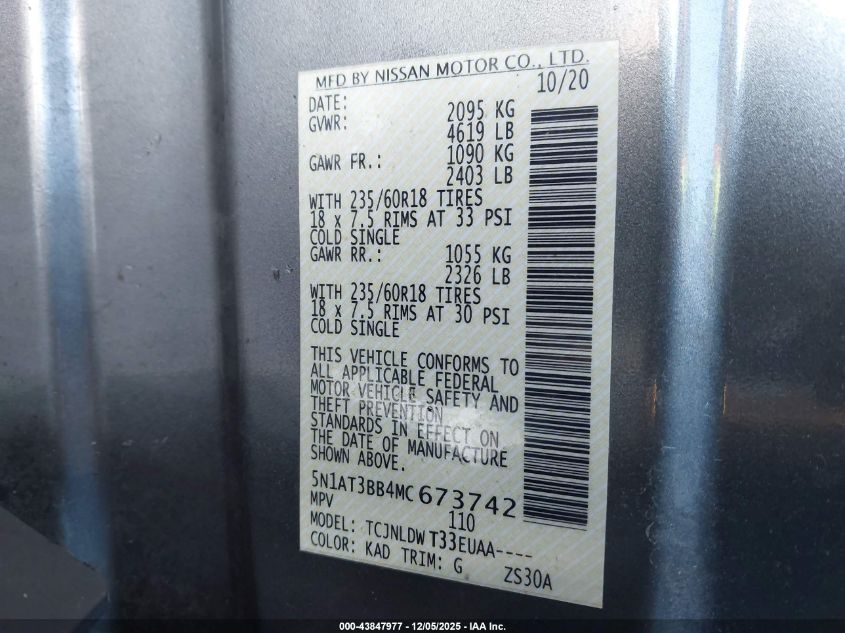 MFD BY NISSAN MOTOR CO., LTD.
DATE: 10/20
GVWR: 2095 KG
4619 LB
GAWR FR.: 1090 KG
2403 LB
WITH 235/60R18 TIRES
18 x 7.5 RIMS AT 33 PSI
COLD SINGLE
GAWR RR.: 1055 KG
2326 LB
WITH 235/60R18 TIRES
18 x 7.5 RIMS AT 30 PSI
COLD SINGLE
THIS VEHICLE CONFORMS TO
ALL APPLICABLE FEDERAL
MOTOR VEHICLE SAFETY AND
THEFT PREVENTION
STANDARDS IN EFFECT ON
THE DATE OF MANUFACTURE
SHOWN ABOVE.
5N1AT3BB4MC673742
MPV 110
MODEL: TCJNLDW T33EUAA----
COLOR: KAD TRIM: G ZS30A
000-43847977 - 12/05/2025 - IAA Inc.